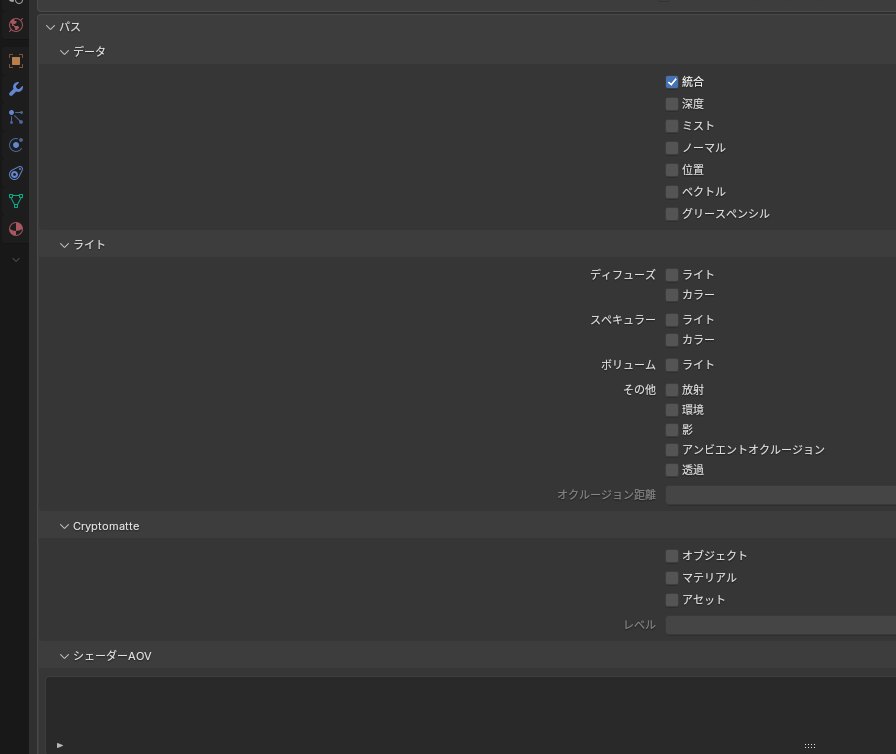 パス
データ
統合
深度
ミスト
ノーマル
位置
ベクトル
グリースペンシル
ライト
ディフューズ ライト
カラー
スペキュラー ライト
カラー
ボリューム ライト
その他 放射
環境
影
アンビエントオクルージョン
透過
オクルージョン距離
Cryptomatte
オブジェクト
マテリアル
アセット
レベル
シェーダーAOV